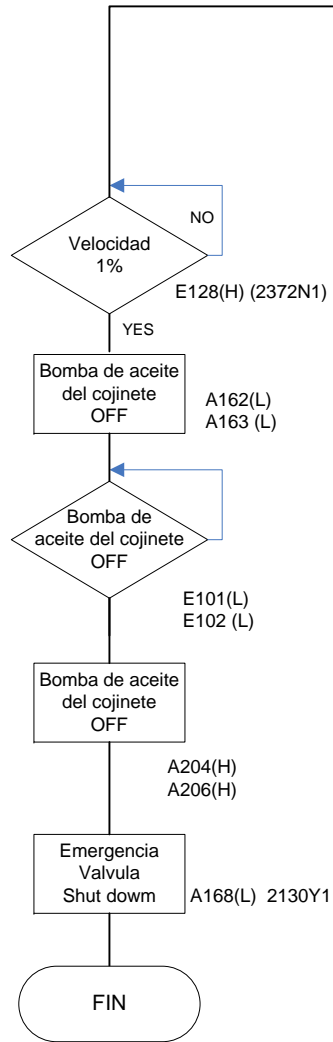 NO
Velocidad
1%
E128(H) (2372N1)
YES
Bomba de aceite
del cojinete
OFF
A162(L)
A163 (L)
Bomba de
aceite del cojinete
OFF
E101(L)
E102 (L)
Bomba de aceite
del cojinete
OFF
A204(H)
A206(H)
Emergencia
Valvula
Shut dowm
A168(L) 2130Y1
FIN